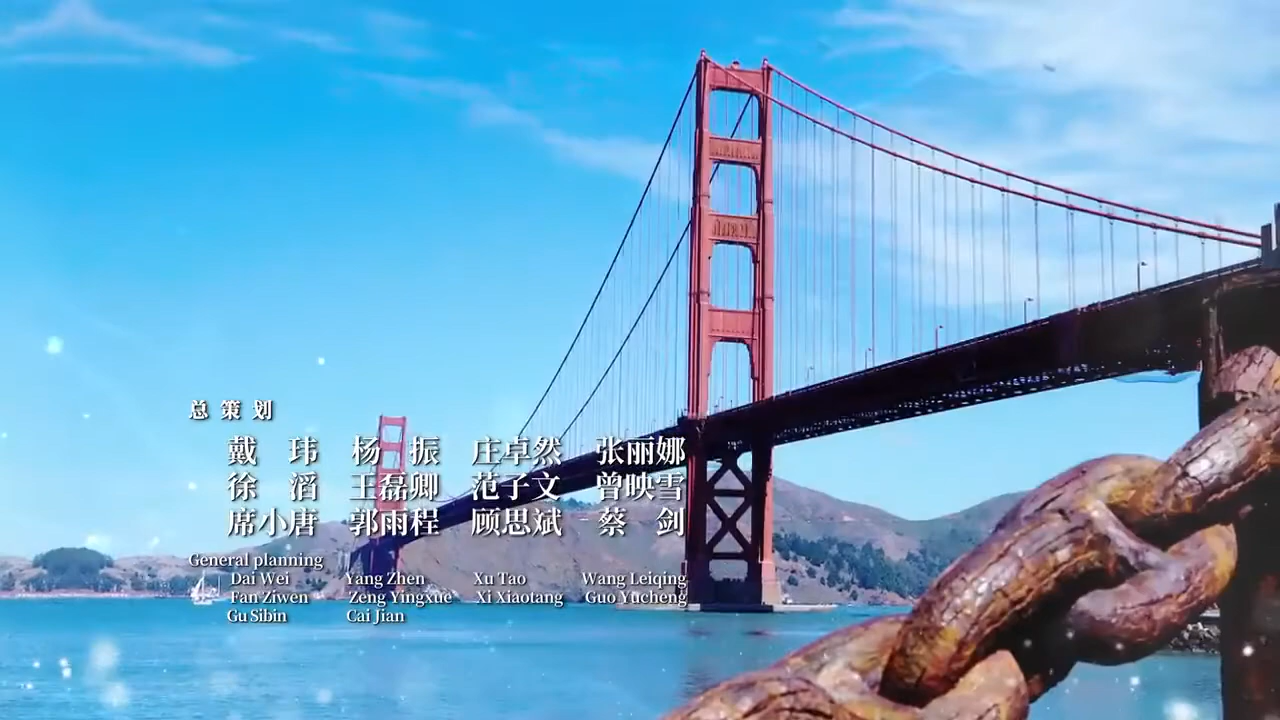 总策划
戴 玮 杨 振 庄卓然 张丽娜
徐 滔 王磊卿 范子文 曾映雪
席小唐 郭雨程 顾思斌 蔡 剑
General planning
Dai Wei Yang Zhen Xu Tao Wang Leiqing
Fan Ziwen Zeng Yingxue Xi Xiaotang Guo Yucheng
Gu Sibin Cai Jian